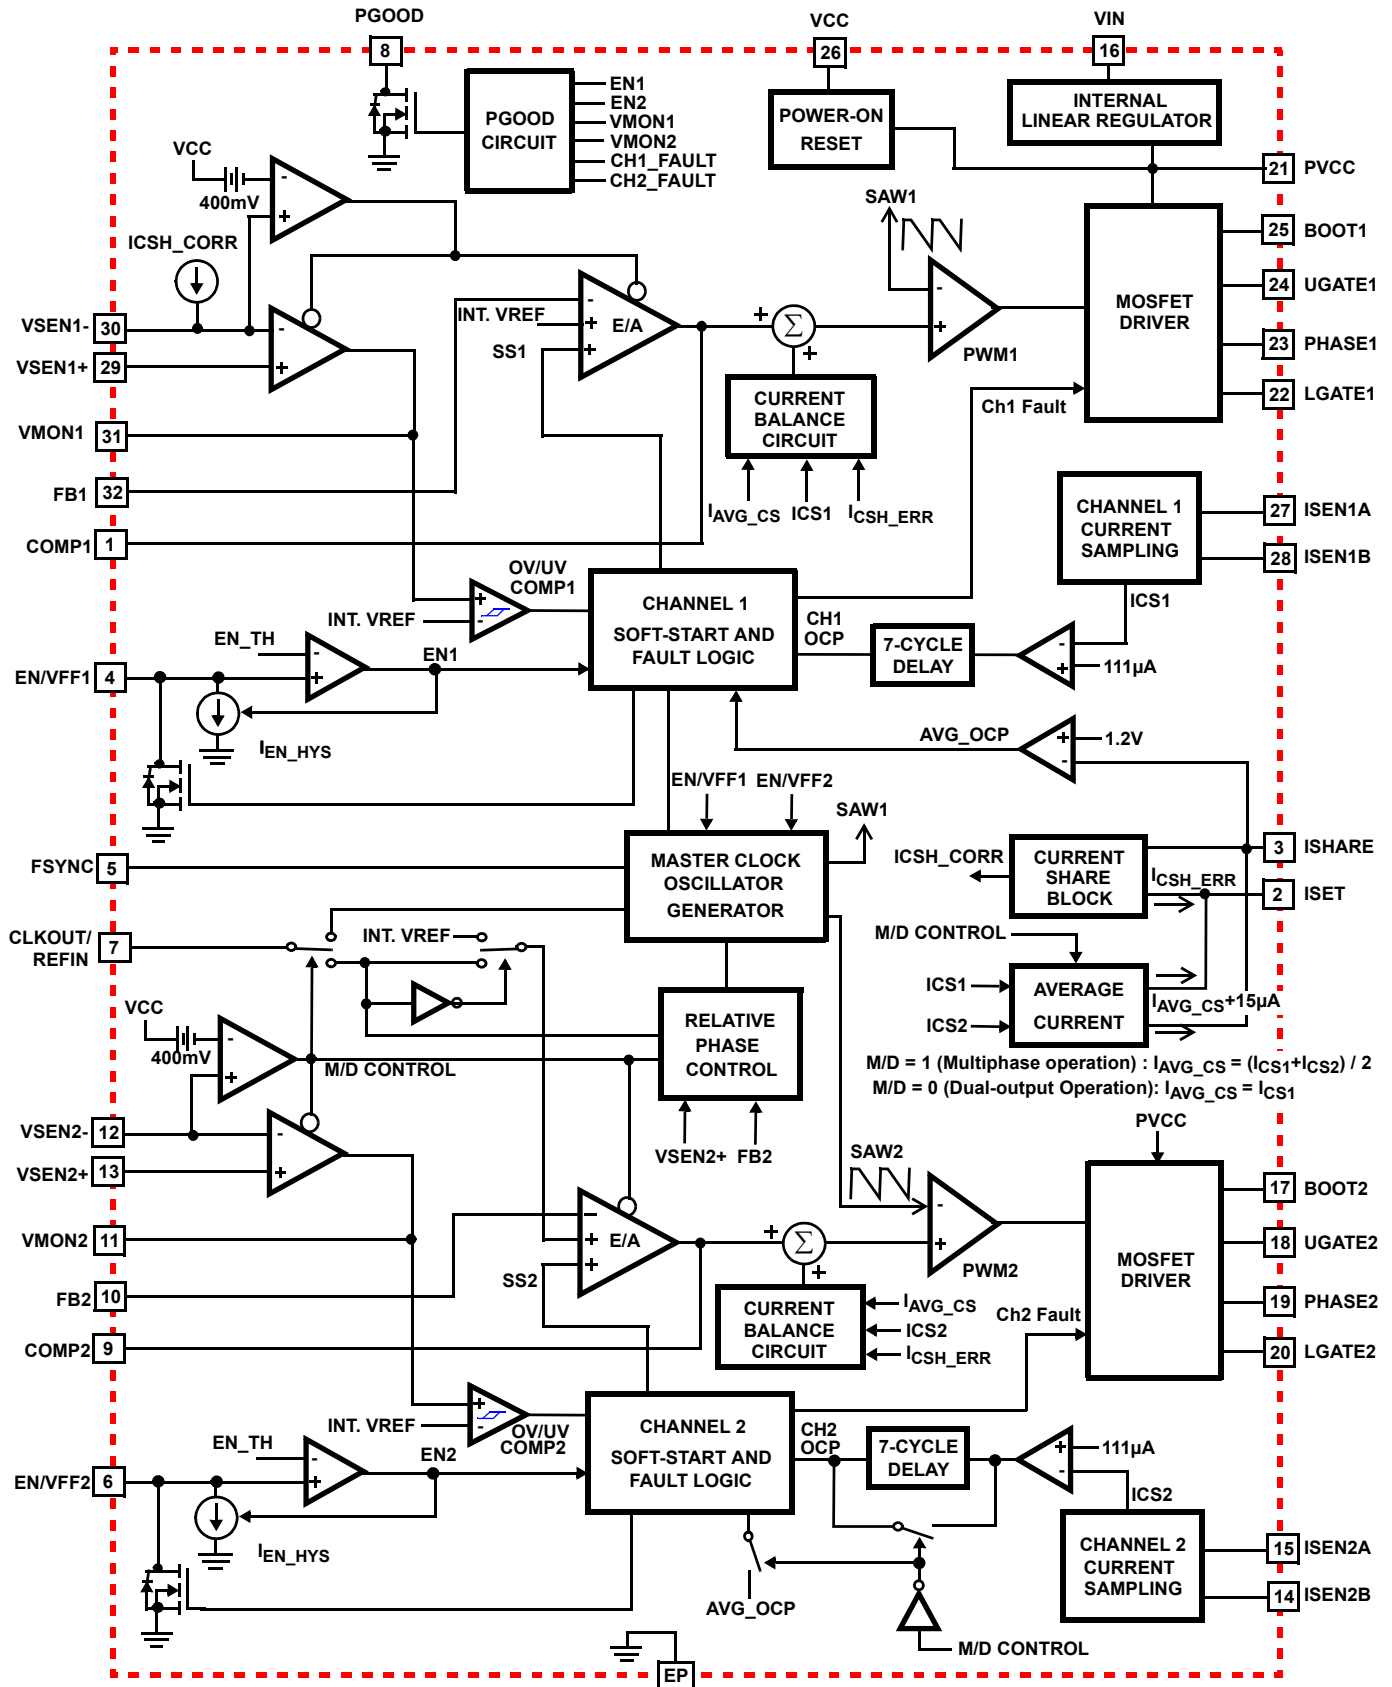 PGOOD
8
VCC
26
VIN
16
PGOOD
CIRCUIT
EN1
EN2
VMON1
VMON2
CH1_FAULT
CH2_FAULT
POWER-ON
RESET
INTERNAL
LINEAR REGULATOR
21 PVCC
VCC
400mV
-
+
ICSH_CORR
SAW1
25 BOOT1
24 UGATE1
MOSFET
DRIVER
23 PHASE1
22 LGATE1
VSEN1- 30
VSEN1+ 29
-
+
INT. VREF
SS1
-
+
+
E/A
+
Σ
+
-
+
PWM1
VMON1 31
CURRENT
BALANCE
CIRCUIT
Ch1 Fault
FB1 32
IAVG_CS
ICS1
ICSH_ERR
CHANNEL 1
CURRENT
SAMPLING
27 ISEN1A
28 ISEN1B
COMP1 1
OV/UV
COMP1
+
-
INT. VREF
CHANNEL 1
SOFT-START AND
FAULT LOGIC
CH1
OCP
7-CYCLE
DELAY
ICS1
-
+
111µA
EN_TH
-
+
EN1
EN/VFF1 4
IEN_HYS
AVG_OCP
+
-
1.2V
EN/VFF1 EN/VFF2
SAW1
FSYNC 5
MASTER CLOCK
OSCILLATOR
GENERATOR
ICSH_CORR
CURRENT
SHARE
BLOCK
3 ISHARE
ICSH_ERR
2 ISET
CLKOUT/
REFIN
7
INT. VREF
M/D CONTROL
ICS1
ICS2
AVERAGE
CURRENT
IAVG_CS+15µA
VCC
400mV
-
+
M/D CONTROL
RELATIVE
PHASE
CONTROL
M/D = 1 (Multiphase operation) : IAVG_CS = (ICS1+ICS2) / 2
M/D = 0 (Dual-output Operation): IAVG_CS = ICS1
VSEN2- 12
VSEN2+ 13
-
+
VSEN2+ FB2
PVCC
SAW2
17 BOOT2
18 UGATE2
MOSFET
DRIVER
19 PHASE2
20 LGATE2
VMON2 11
−
+
+
E/A
SS2
+
Σ
+
-
+
PWM2
FB2 10
CURRENT
BALANCE
CIRCUIT
IAVG_CS
ICS2
ICSH_ERR
Ch2 Fault
COMP2 9
+
-
INT. VREF
OV/UV
COMP2
CHANNEL 2
SOFT-START AND
FAULT LOGIC
CH2
OCP
7-CYCLE
DELAY
+
-
111µA
ICS2
EN_TH
-
+
EN2
EN/VFF2 6
IEN_HYS
CHANNEL 2
CURRENT
SAMPLING
15 ISEN2A
14 ISEN2B
AVG_OCP
M/D CONTROL
EP